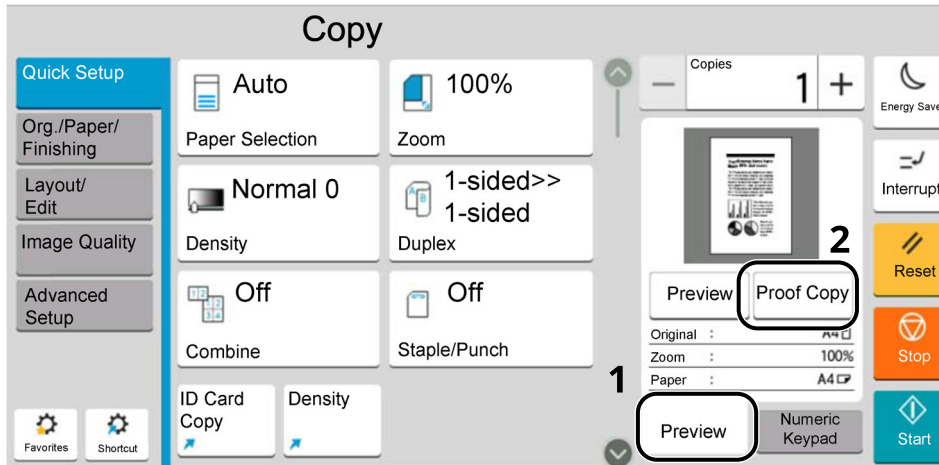 Copy
Quick Setup
Org./Paper/
Finishing
Layout/
Edit
Image Quality
Advanced
Setup
Favorites
Shortcut
Auto
Paper Selection
100%
Zoom
Normal 0
Density
1-sided>>
1-sided
Duplex
Off
Combine
Off
Staple/Punch
ID Card
Copy
Density
Copies
1
2
Preview
Proof Copy
Original : A4
Zoom : 100%
Paper : A4
1
Preview
Numeric
Keypad
Energy Save
Interrupt
Reset
Stop
Start